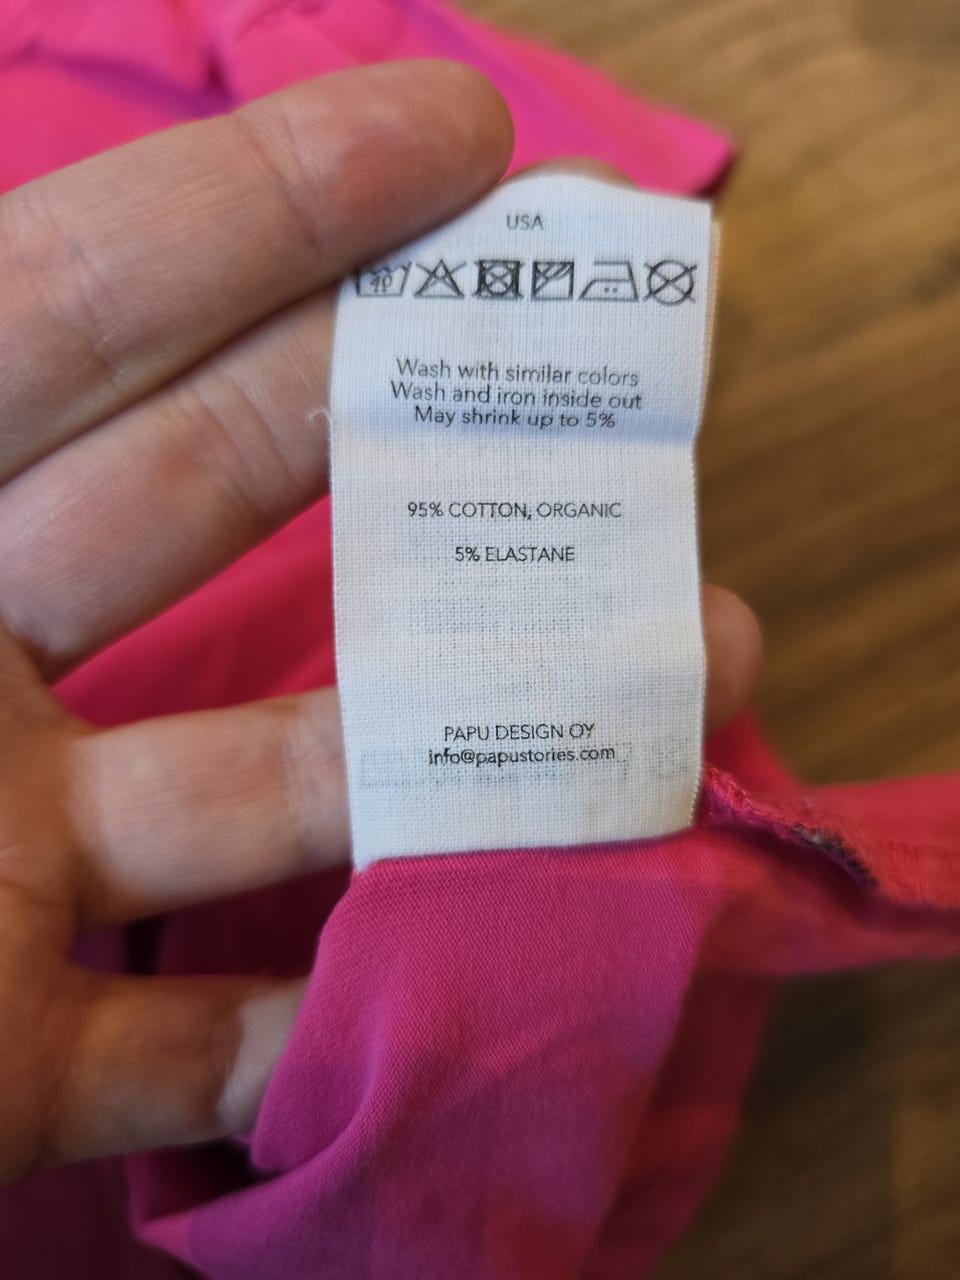 USA
40
Wash with similar colors
Wash and iron inside out
May shrink up to 5%
95% COTTON, ORGANIC
5% ELASTANE
PAPU DESIGN OY
info@papustories.com